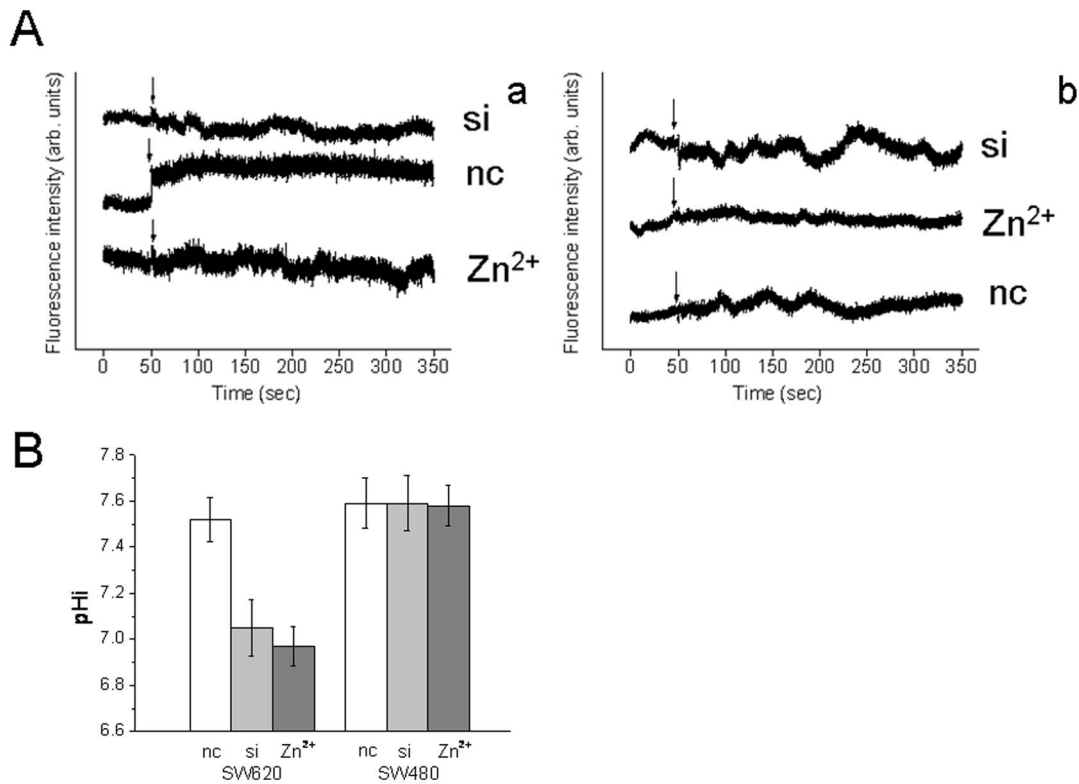 A
Fluorescence intensity (arb. units)
a
si
nc
Zn²⁺
0 50 100 150 200 250 300 350
Time (sec)
Fluorescence intensity (arb. units)
b
si
Zn²⁺
nc
0 50 100 150 200 250 300 350
Time (sec)
B
pHi
7.8
7.6
7.4
7.2
7.0
6.8
6.6
nc si Zn²⁺ nc si Zn²⁺
SW620 SW480